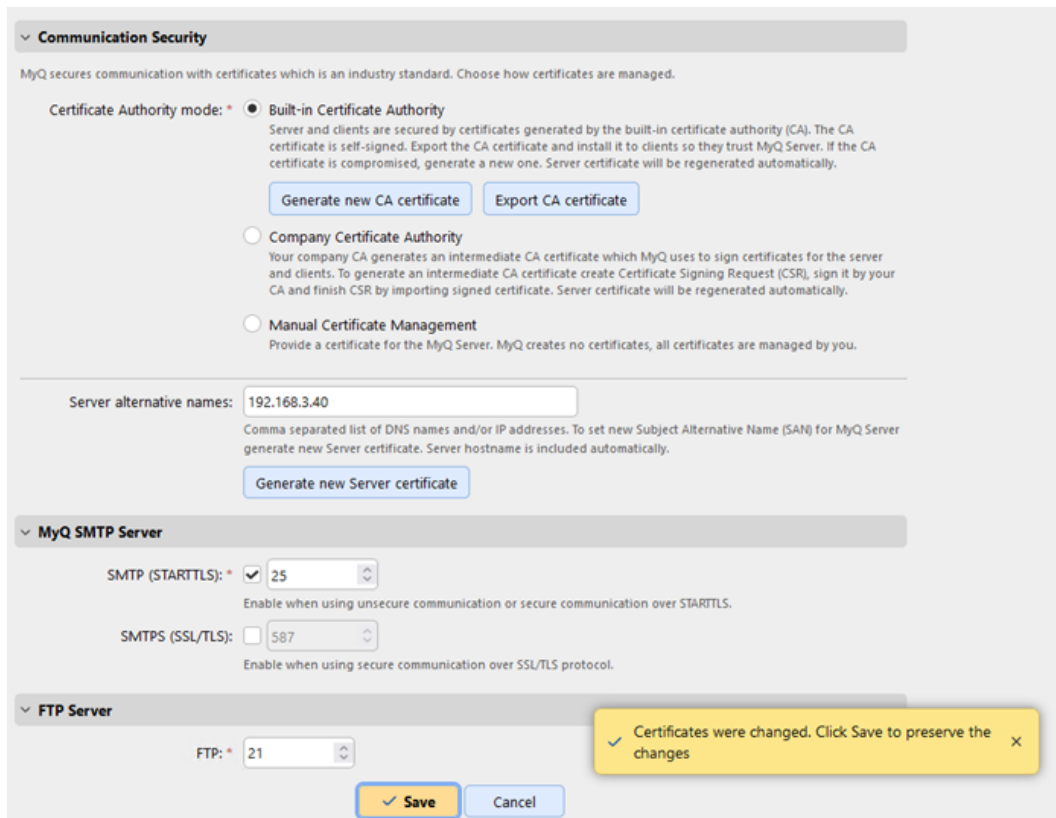 Communication Security
MyQ secures communication with certificates which is an industry standard. Choose how certificates are managed.
Certificate Authority mode: * Built-in Certificate Authority
Server and clients are secured by certificates generated by the built-in certificate authority (CA). The CA
certificate is self-signed. Export the CA certificate and install it to clients so they trust MyQ Server. If the CA
certificate is compromised, generate a new one. Server certificate will be regenerated automatically.
Generate new CA certificate Export CA certificate
Company Certificate Authority
Your company CA generates an intermediate CA certificate which MyQ uses to sign certificates for the server
and clients. To generate an intermediate CA certificate create Certificate Signing Request (CSR), sign it by your
CA and finish CSR by importing signed certificate. Server certificate will be regenerated automatically.
Manual Certificate Management
Provide a certificate for the MyQ Server. MyQ creates no certificates, all certificates are managed by you.
Server alternative names: 192.168.3.40
Comma separated list of DNS names and/or IP addresses. To set new Subject Alternative Name (SAN) for MyQ Server
generate new Server certificate. Server hostname is included automatically.
Generate new Server certificate
MyQ SMTP Server
SMTP (STARTTLS): * 25
Enable when using unsecure communication or secure communication over STARTTLS.
SMTPS (SSL/TLS): 587
Enable when using secure communication over SSL/TLS protocol.
FTP Server
FTP: * 21
Certificates were changed. Click Save to preserve the
changes
Save Cancel